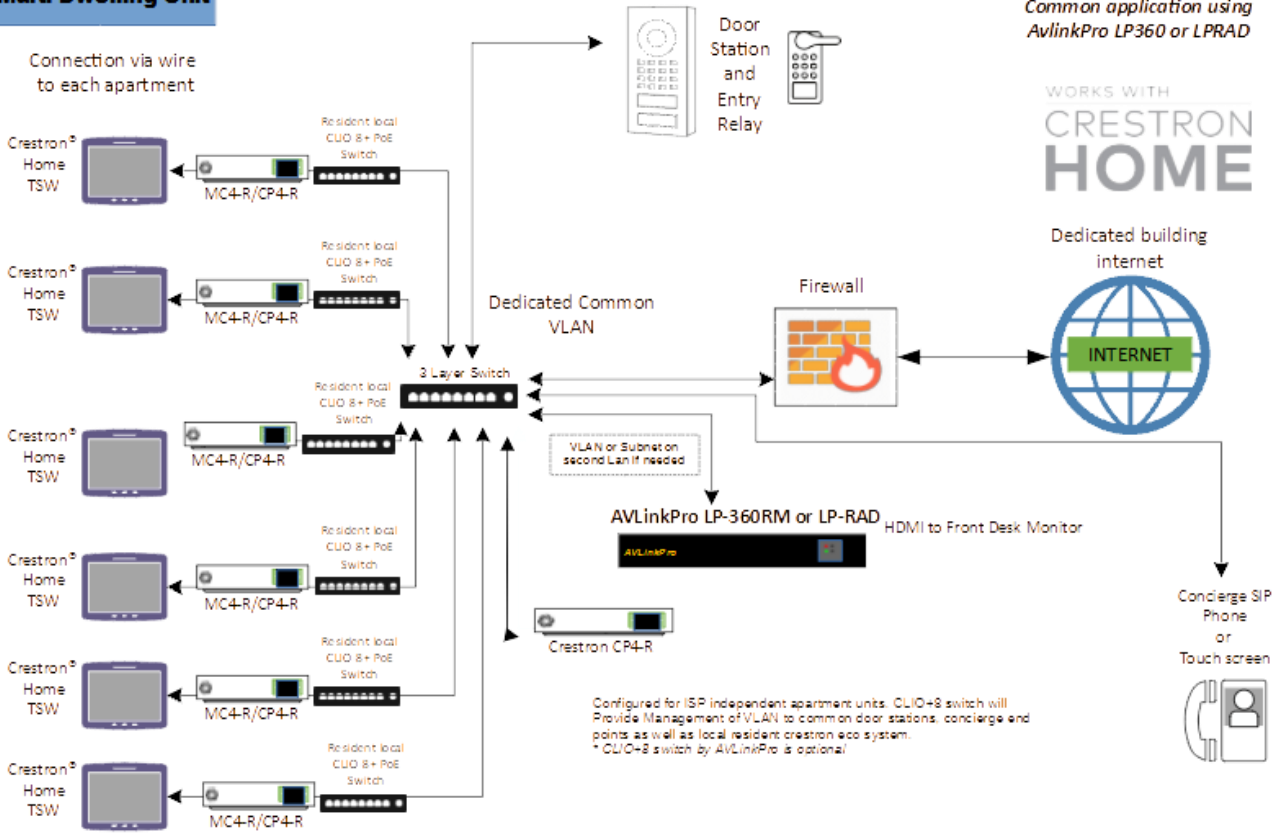 Multi Dwelling Unit
Common application using
AvlinkPro LP360 or LPRAD
Connection via wire
to each apartment
Door
Station
and
Entry
Relay
WORKS WITH
CRESTRON
HOME
Crestron®
Home
TSW
MC4-R/CP4-R
Resident local
CUO 8+ PoE
Switch
Crestron®
Home
TSW
MC4-R/CP4-R
Resident local
CUO 8+ PoE
Switch
Dedicated Common
VLAN
Firewall
Dedicated building
internet
INTERNET
3 Layer Switch
Crestron®
Home
TSW
MC4-R/CP4-R
Resident local
CUO 8+ PoE
Switch
VLAN or Subnet on
second Lan if needed
AVLinkPro LP-360RM or LP-RAD
HDMI to Front Desk Monitor
AVLinkPro
Crestron®
Home
TSW
MC4-R/CP4-R
Resident local
CUO 8+ PoE
Switch
Crestron CP4-R
Concierge SIP
Phone
or
Touch screen
Crestron®
Home
TSW
MC4-R/CP4-R
Resident local
CUO 8+ PoE
Switch
Configured for ISP independent apartment units. CLIO+8 switch will
Provide Management of VLAN to common door stations, concierge end
points as well as local resident crestron eco system.
* CLIO+8 switch by AVLinkPro is optional
Crestron®
Home
TSW
MC4-R/CP4-R
Resident local
CUO 8+ PoE
Switch